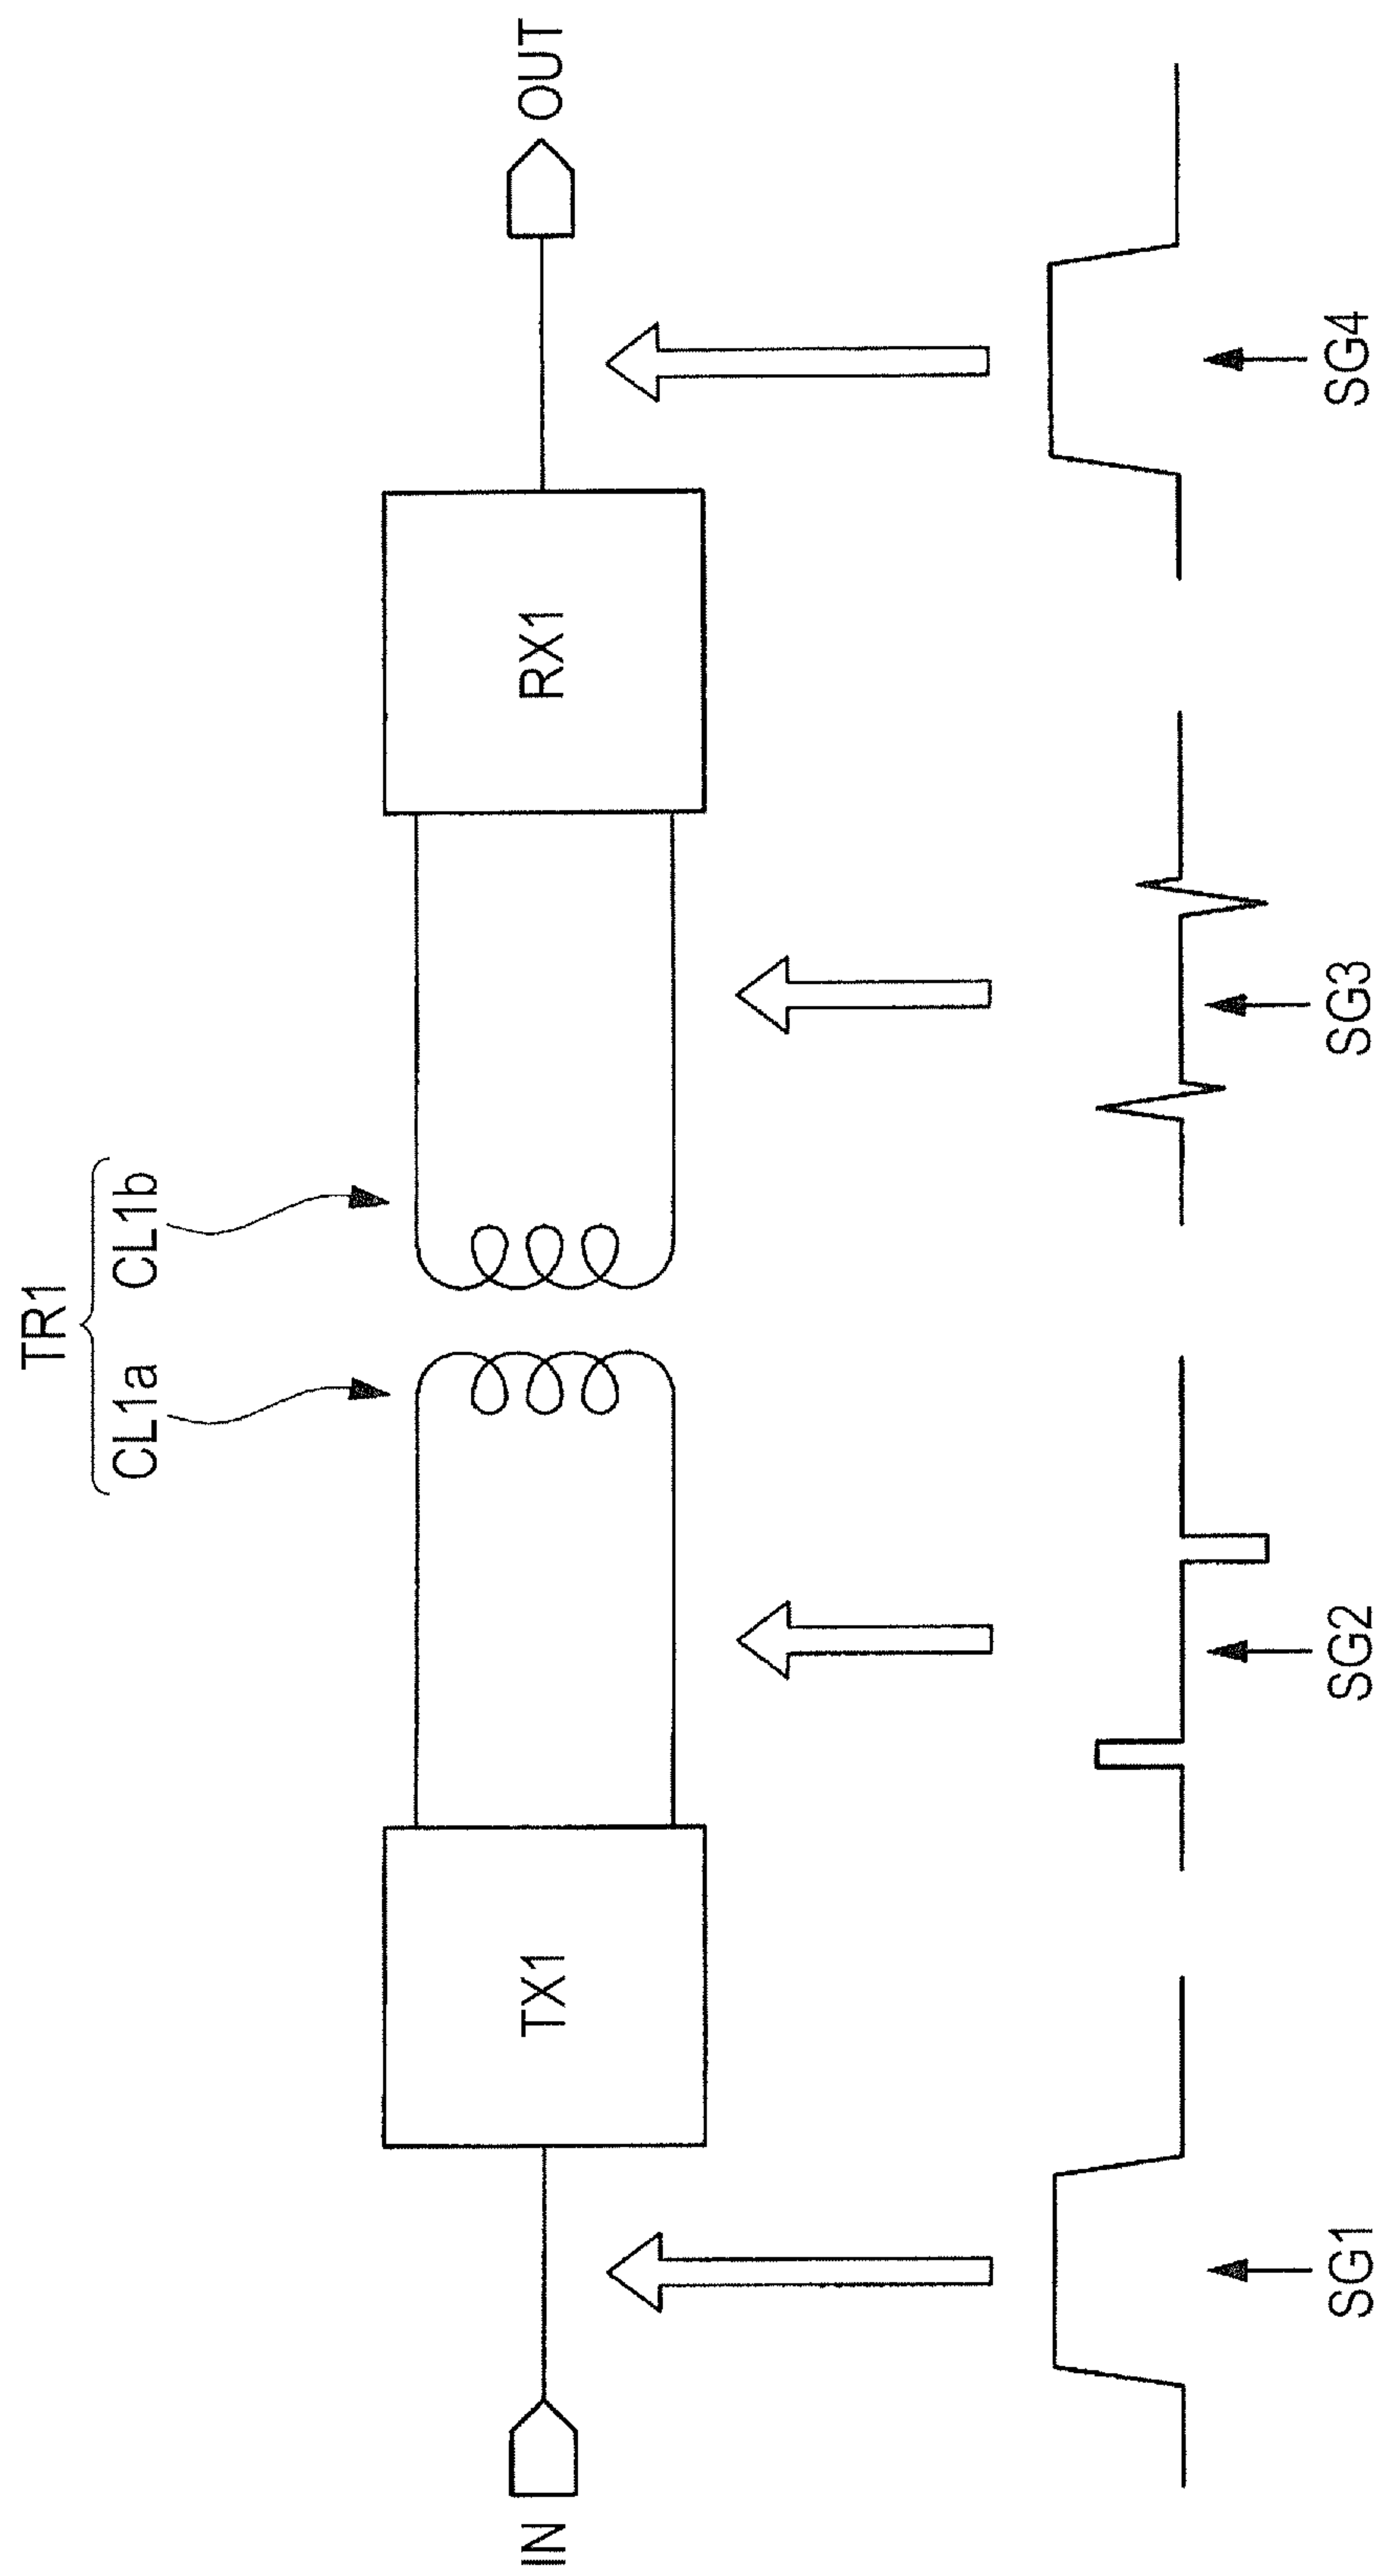 TR1
CL1a CL1b
IN
TX1
RX1
OUT
SG1
SG2
SG3
SG4